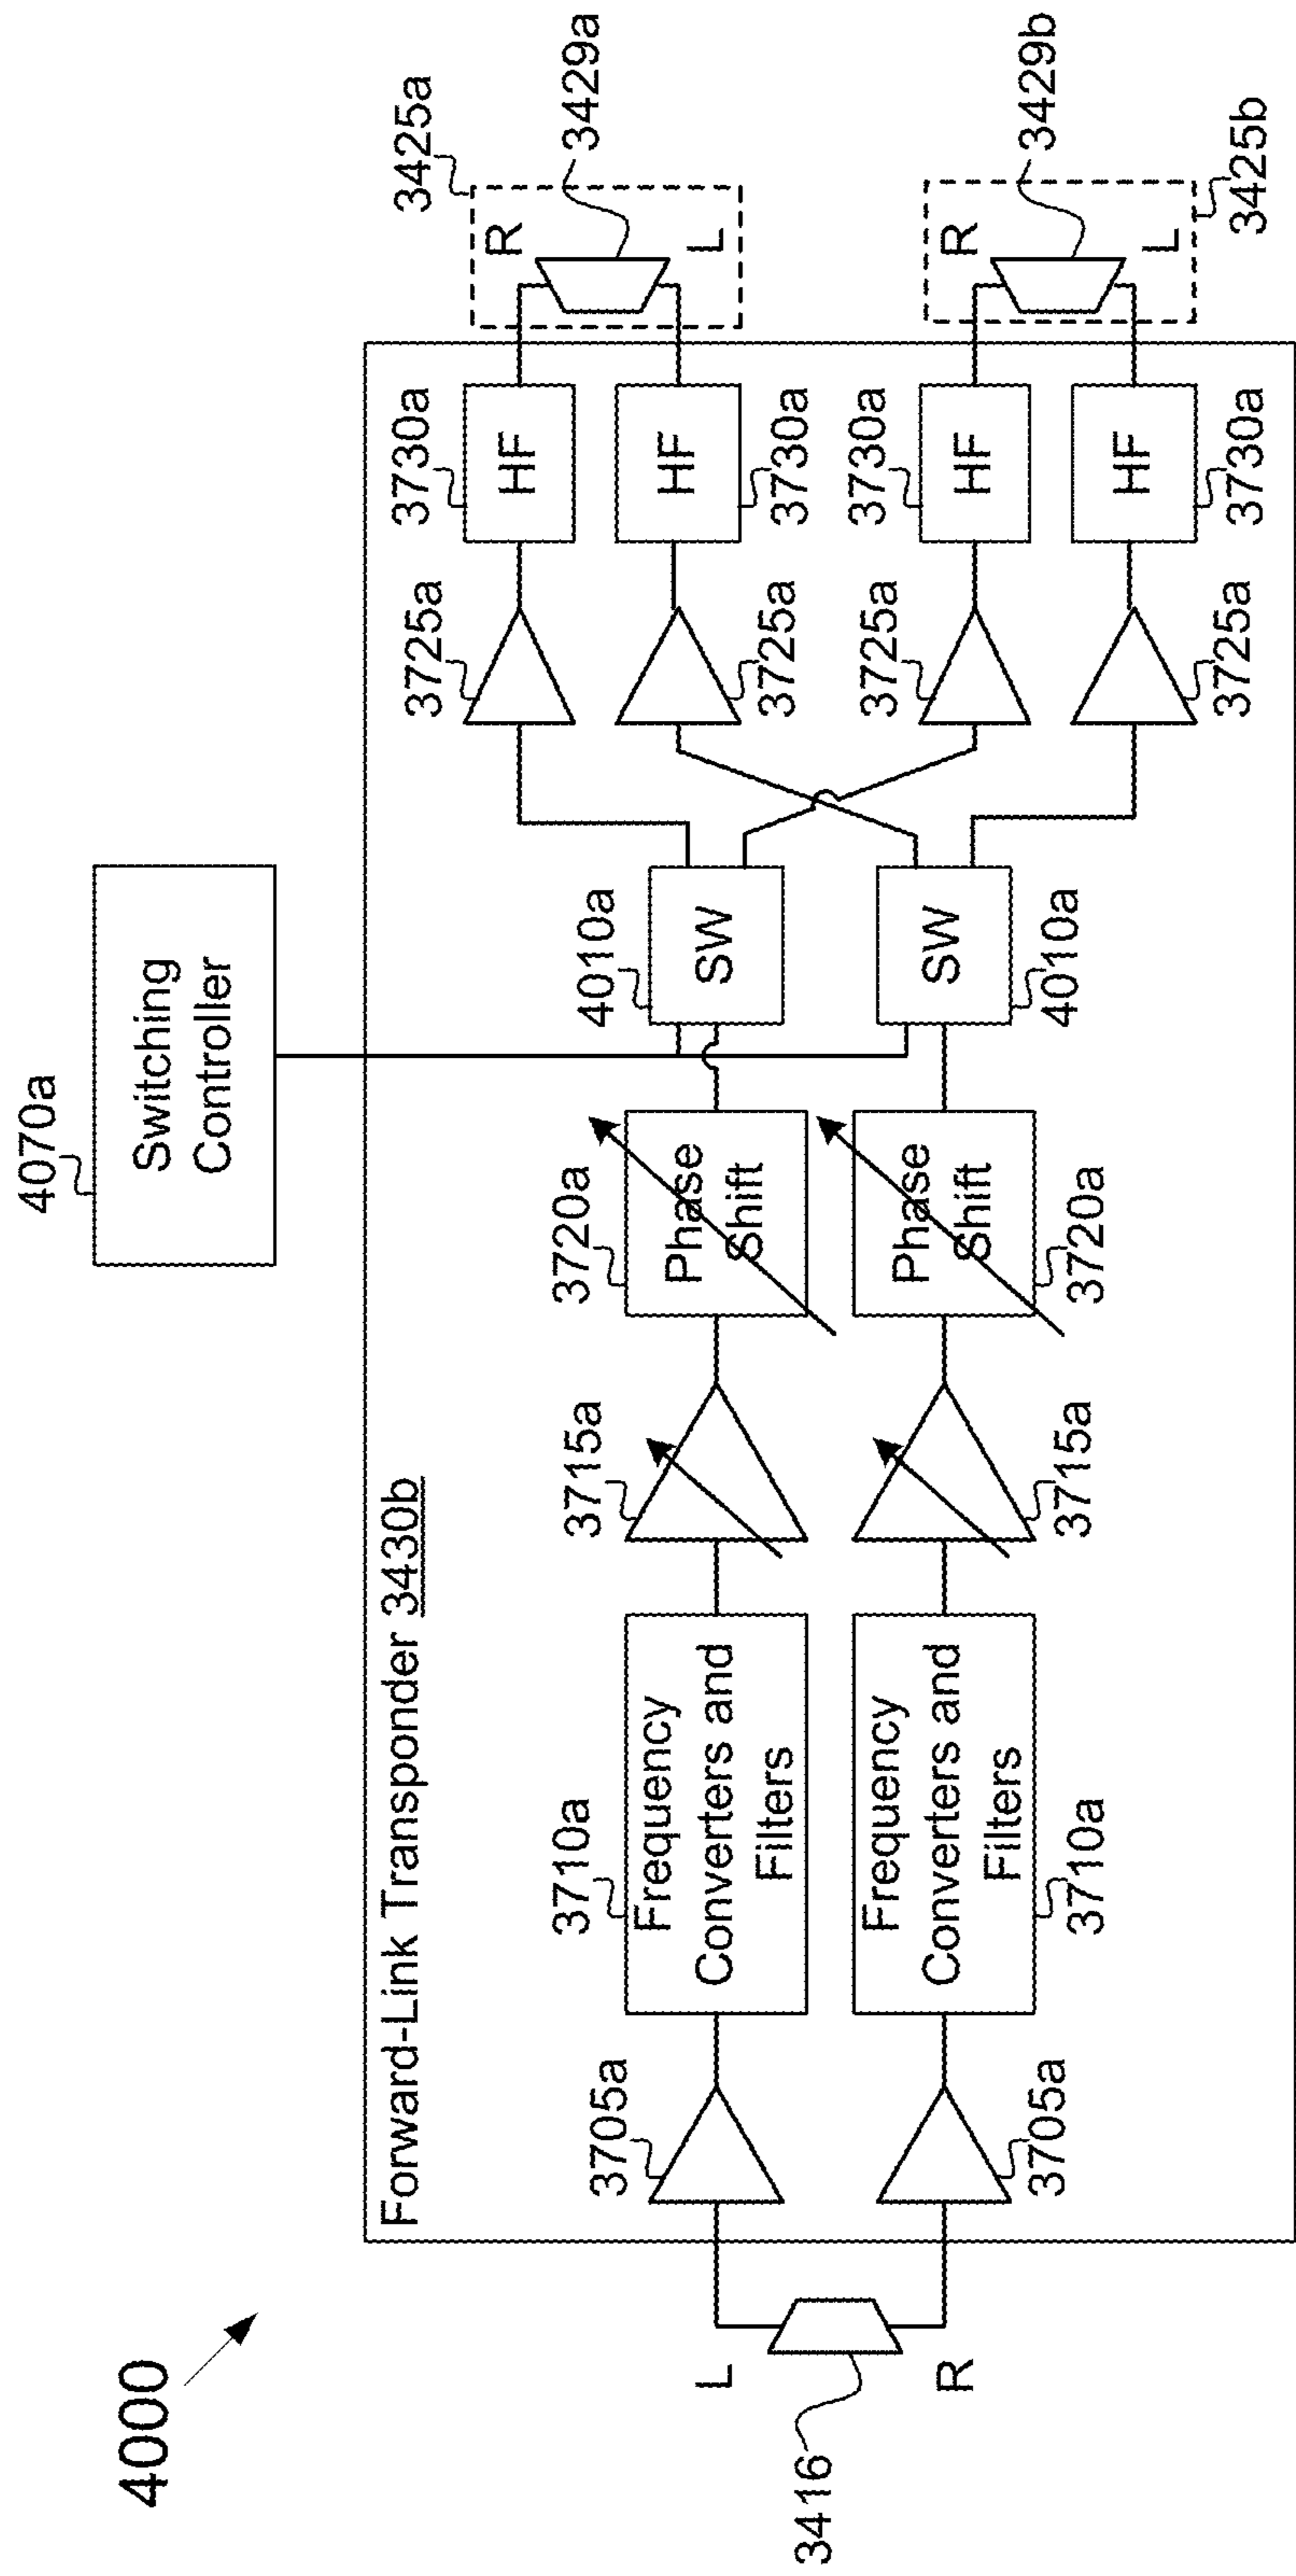 4000
4070a
Switching
Controller
Forward-Link Transponder 3430b
3416
L
R
3705a
3705a
3710a
Frequency
Converters and
Filters
Frequency
Converters and
Filters
3710a
3715a
3715a
3720a
Phase
Shift
Phase
Shift
3720a
4010a
SW
SW
4010a
3725a
3725a
3725a
3725a
3730a
HF
HF
3730a
3730a
HF
HF
3730a
3425a
R
L
3429a
R
L
3429b
3425b